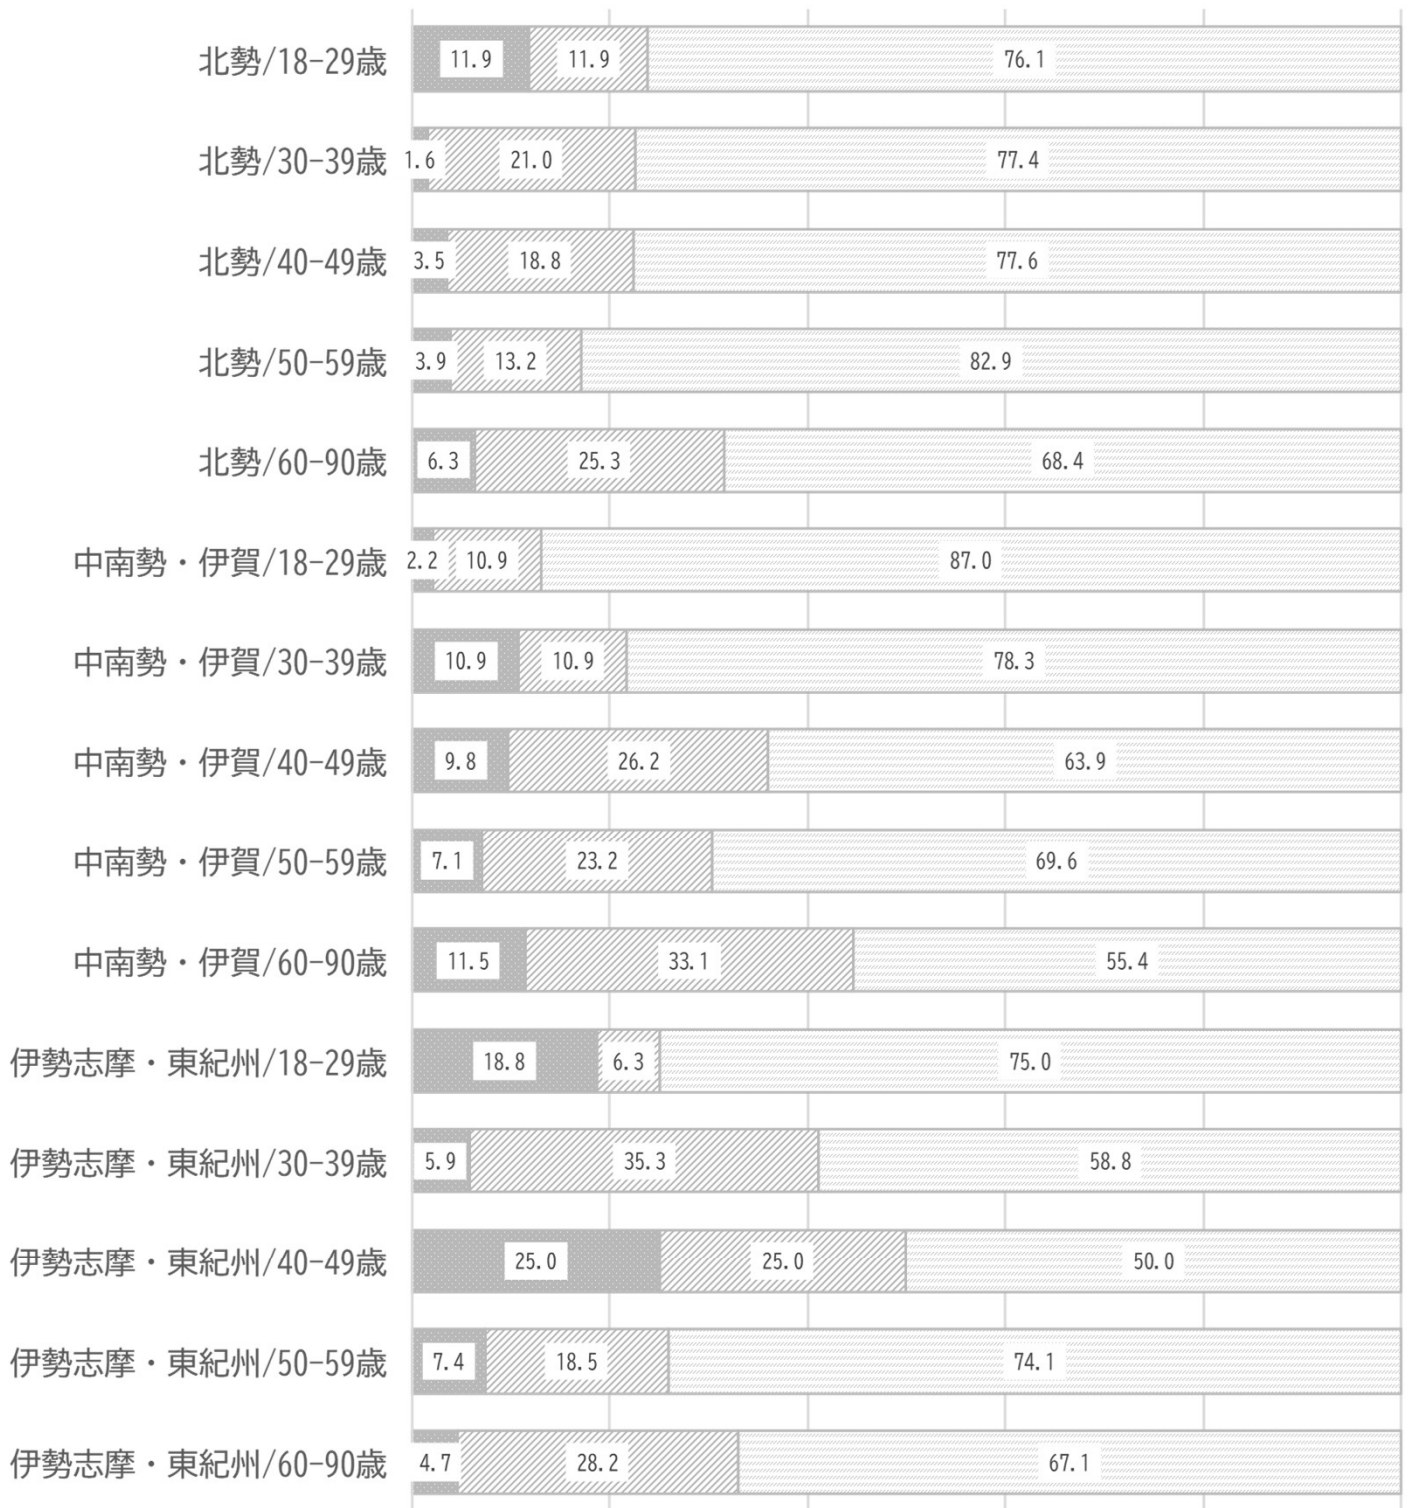 北勢/18-29歳 11.9 11.9 76.1
北勢/30-39歳 1.6 21.0 77.4
北勢/40-49歳 3.5 18.8 77.6
北勢/50-59歳 3.9 13.2 82.9
北勢/60-90歳 6.3 25.3 68.4
中南勢・伊賀/18-29歳 2.2 10.9 87.0
中南勢・伊賀/30-39歳 10.9 10.9 78.3
中南勢・伊賀/40-49歳 9.8 26.2 63.9
中南勢・伊賀/50-59歳 7.1 23.2 69.6
中南勢・伊賀/60-90歳 11.5 33.1 55.4
伊勢志摩・東紀州/18-29歳 18.8 6.3 75.0
伊勢志摩・東紀州/30-39歳 5.9 35.3 58.8
伊勢志摩・東紀州/40-49歳 25.0 25.0 50.0
伊勢志摩・東紀州/50-59歳 7.4 18.5 74.1
伊勢志摩・東紀州/60-90歳 4.7 28.2 67.1